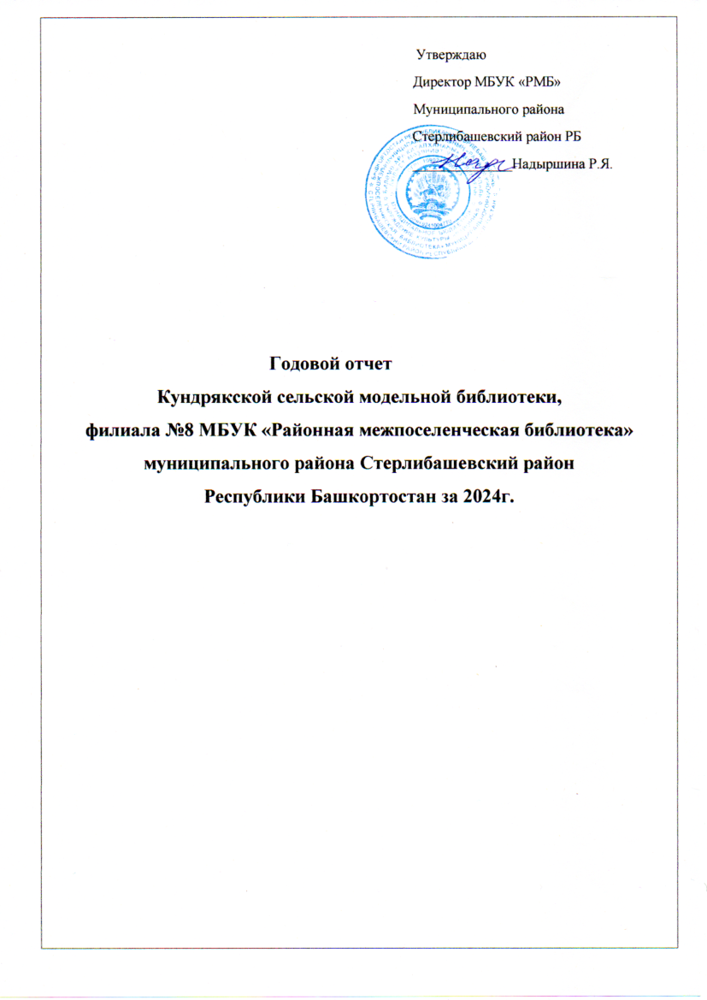 Утверждаю
Директор МБУК «РМБ»
Муниципального района
Стерлибашевский район РБ
Надыршина Р.Я.
Годовой отчет
Кундрякской сельской модельной библиотеки,
филиала №8 МБУК «Районная межпоселенческая библиотека»
муниципального района Стерлибашевский район
Республики Башкортостан за 2024г.